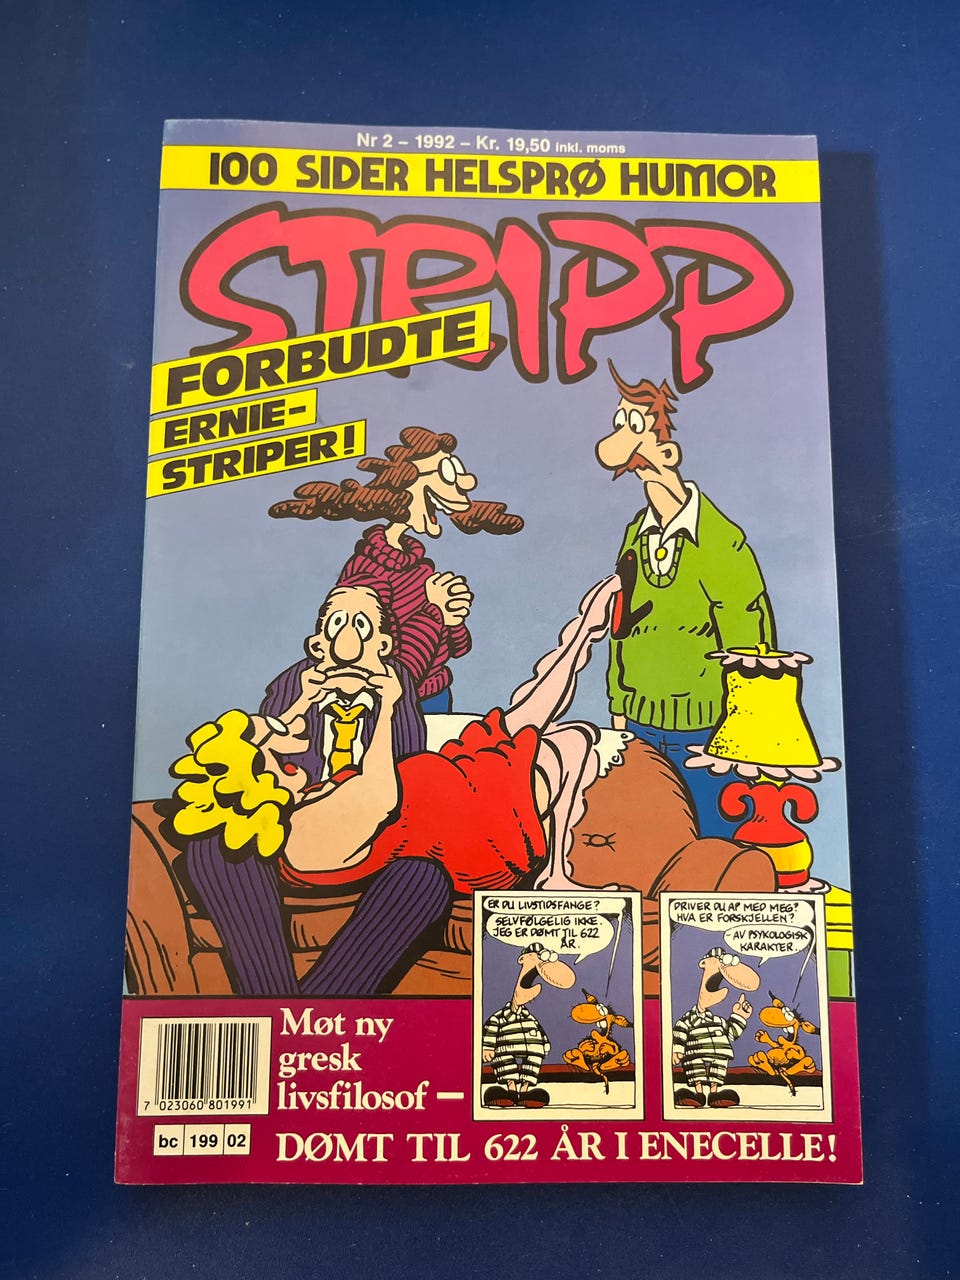 Nr 2 – 1992 – Kr. 19,50 inkl. moms
100 SIDER HELSPRØ HUMOR
STRIPP
FORBUDTE
ERNIE-
STRIPER!
ER DU LIVSTIDSFANGE?
SELVFØLGELIG IKKE.
JEG ER DØMT TIL 622
ÅR.
DRIVER DU AP MED MEG?
HVA ER FORSKJELLEN?
- AV PSYKOLOGISK
KARAKTER...
Møt ny
gresk
livsfilosof –
DØMT TIL 622 ÅR I ENECELLE!
7 023060 801991
bc 199 02